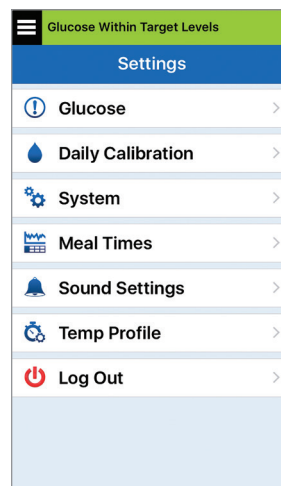 Glucose Within Target Levels
Settings
Glucose
Daily Calibration
System
Meal Times
Sound Settings
Temp Profile
Log Out